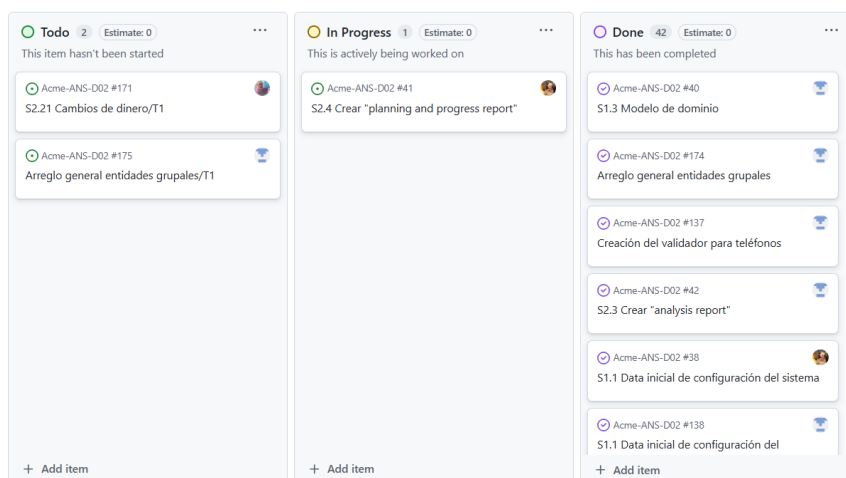 Todo 2 Estimate: 0 ...
This item hasn't been started
Acme-ANS-D02 #171
S2.21 Cambios de dinero/T1
Acme-ANS-D02 #175
Arreglo general entidades grupales/T1
+ Add item
In Progress 1 Estimate: 0 ...
This is actively being worked on
Acme-ANS-D02 #41
S2.4 Crear "planning and progress report"
+ Add item
Done 42 Estimate: 0 ...
This has been completed
Acme-ANS-D02 #40
S1.3 Modelo de dominio
Acme-ANS-D02 #174
Arreglo general entidades grupales
Acme-ANS-D02 #137
Creación del validador para teléfonos
Acme-ANS-D02 #42
S2.3 Crear "analysis report"
Acme-ANS-D02 #38
S1.1 Data inicial de configuración del sistema
Acme-ANS-D02 #138
S1.1 Data inicial de configuración del
+ Add item